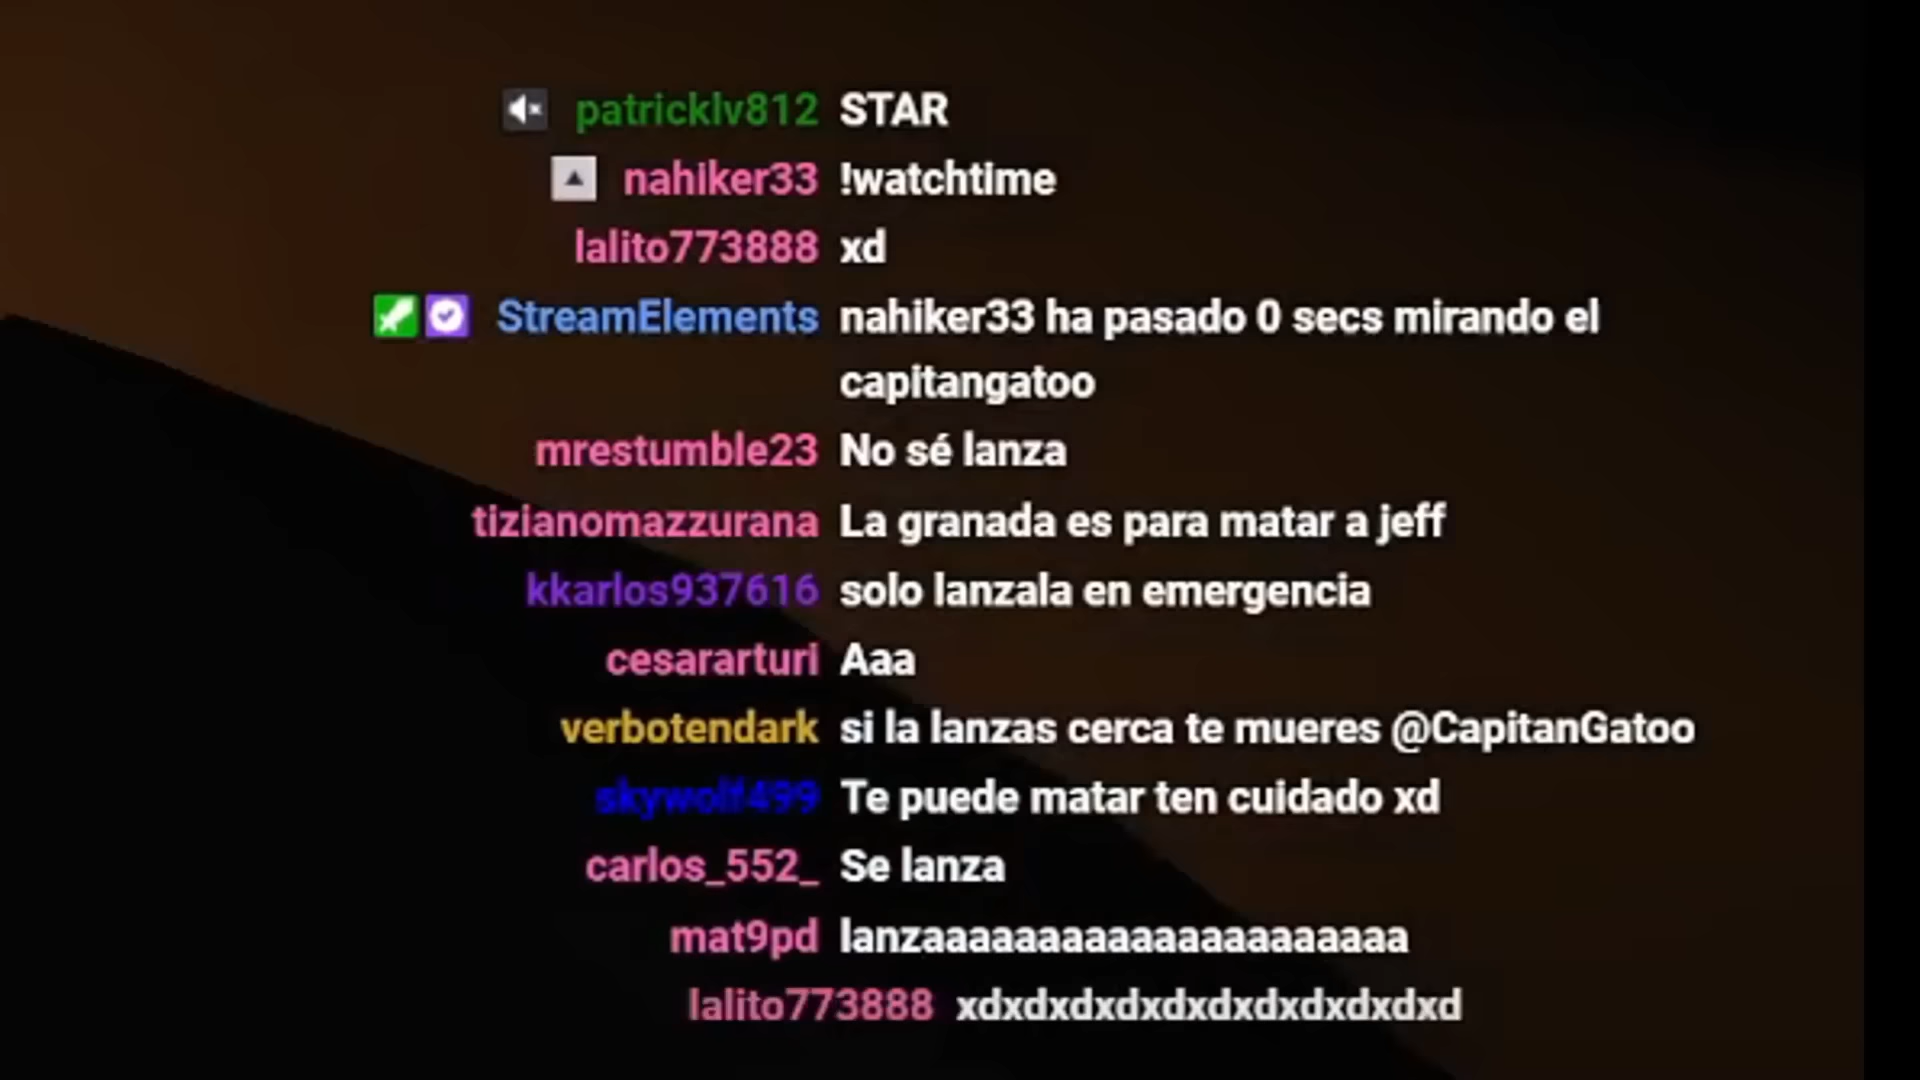 patricklv812 STAR
nahiker33 !watchtime
lalito773888 xd
StreamElements nahiker33 ha pasado 0 secs mirando el
capitangatoo
mrestumble23 No sé lanza
tizianomazzurana La granada es para matar a jeff
kkarlos937616 solo lanzala en emergencia
cesararturi Aaa
verbotendark si la lanzas cerca te mueres @CapitanGatoo
skywolf499 Te puede matar ten cuidado xd
carlos_552_ Se lanza
mat9pd lanzaaaaaaaaaaaaaaaaaaaaa
lalito773888 xdxdxdxdxdxdxdxdxdxdxd